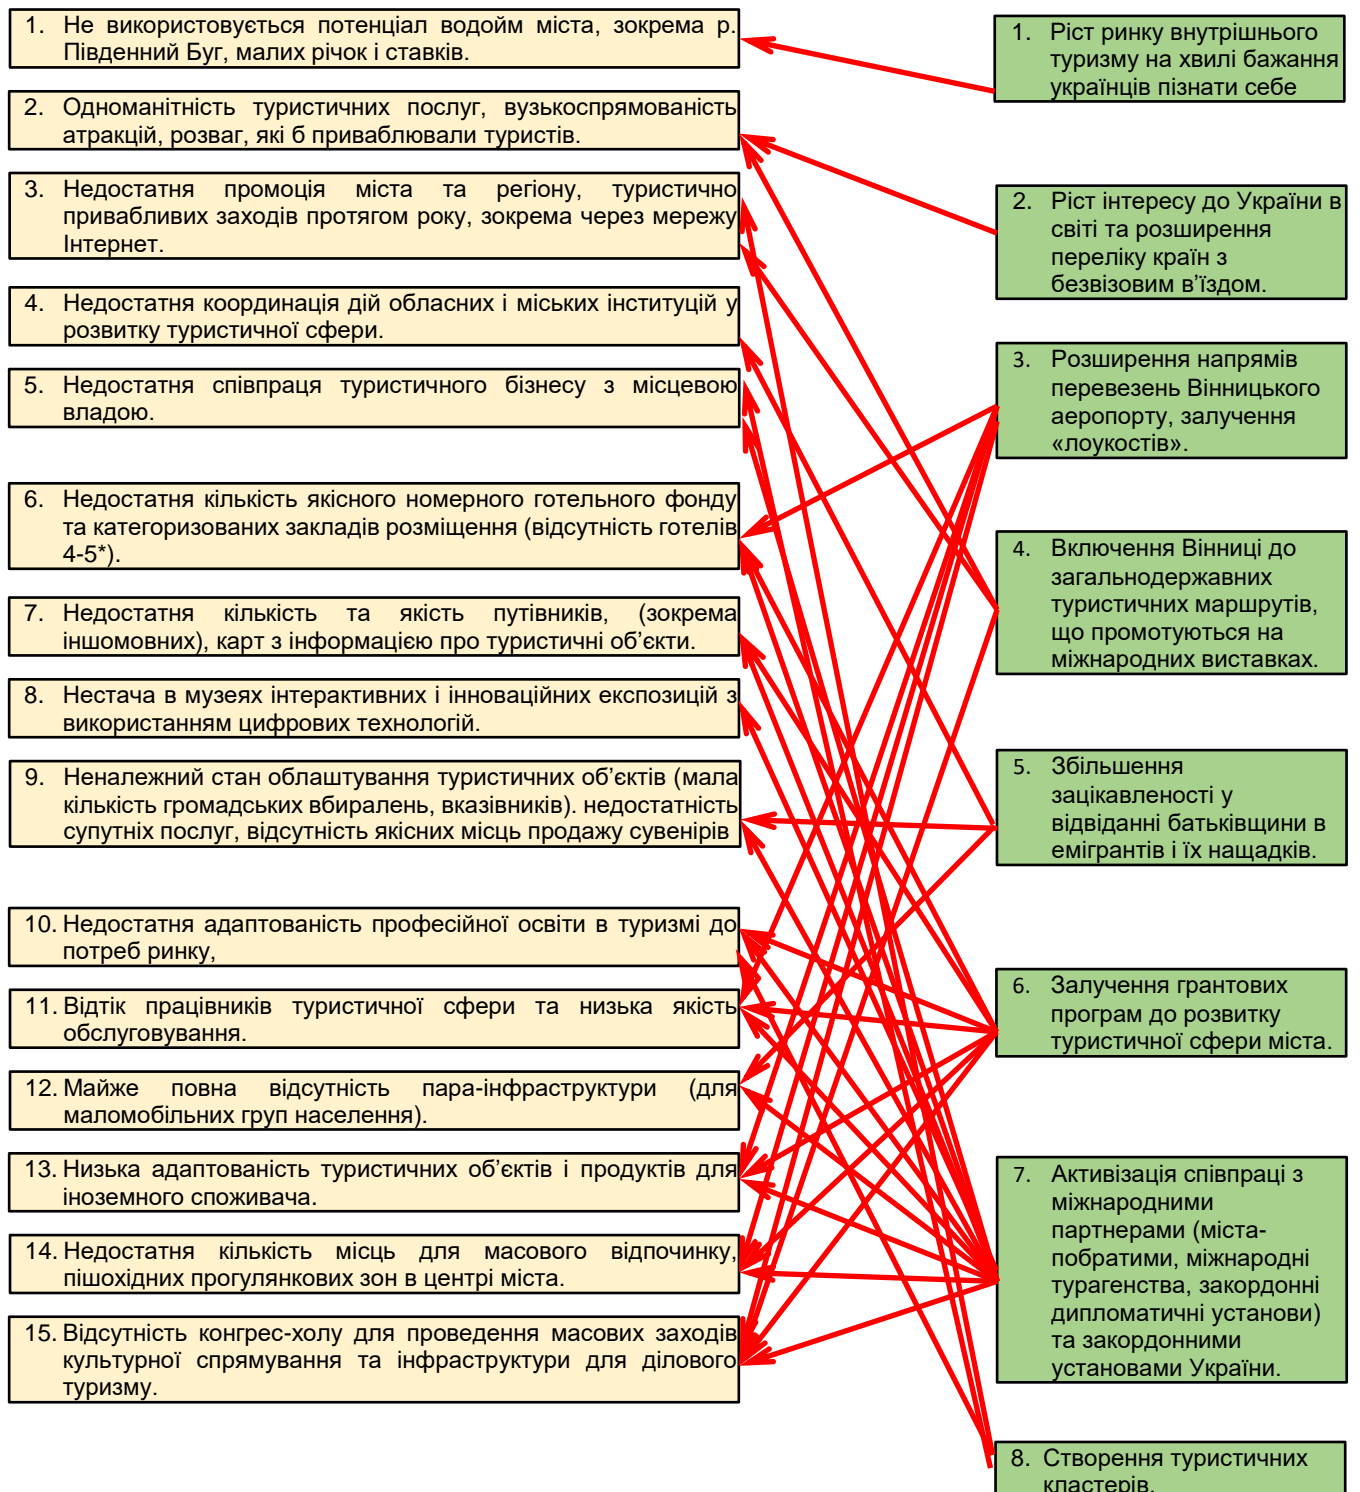 1. Не використовується потенціал водойм міста, зокрема р.
Південний Буг, малих річок і ставків.
2. Одноманітність туристичних послуг, вузькоспрямованість
атракцій, розваг, які б приваблювали туристів.
3. Недостатня промоція міста та регіону, туристично
привабливих заходів протягом року, зокрема через мережу
Інтернет.
4. Недостатня координація дій обласних і міських інституцій у
розвитку туристичної сфери.
5. Недостатня співпраця туристичного бізнесу з місцевою
владою.
6. Недостатня кількість якісного номерного готельного фонду
та категоризованих закладів розміщення (відсутність готелів
4-5*).
7. Недостатня кількість та якість путівників, (зокрема
іншомовних), карт з інформацією про туристичні об’єкти.
8. Нестача в музеях інтерактивних і інноваційних експозицій з
використанням цифрових технологій.
9. Неналежний стан облаштування туристичних об’єктів (мала
кількість громадських вбиралень, вказівників). недостатність
супутніх послуг, відсутність якісних місць продажу сувенірів
10. Недостатня адаптованість професійної освіти в туризмі до
потреб ринку,
11. Відтік працівників туристичної сфери та низька якість
обслуговування.
12. Майже повна відсутність пара-інфраструктури (для
маломобільних груп населення).
13. Низька адаптованість туристичних об’єктів і продуктів для
іноземного споживача.
14. Недостатня кількість місць для масового відпочинку,
пішохідних прогулянкових зон в центрі міста.
15. Відсутність конгрес-холу для проведення масових заходів
культурної спрямування та інфраструктури для ділового
туризму.
1. Ріст ринку внутрішнього
туризму на хвилі бажання
українців пізнати себе
2. Ріст інтересу до України в
світі та розширення
переліку країн з
безвізовим в’їздом.
3. Розширення напрямів
перевезень Вінницького
аеропорту, залучення
«лоукостів».
4. Включення Вінниці до
загальнодержавних
туристичних маршрутів,
що промотуються на
міжнародних виставках.
5. Збільшення
зацікавленості у
відвіданні батьківщини в
емігрантів і їх нащадків.
6. Залучення грантових
програм до розвитку
туристичної сфери міста.
7. Активізація співпраці з
міжнародними
партнерами (міста-
побратими, міжнародні
турагенства, закордонні
дипломатичні установи)
та закордонними
установами України.
8. Створення туристичних
кластерів.